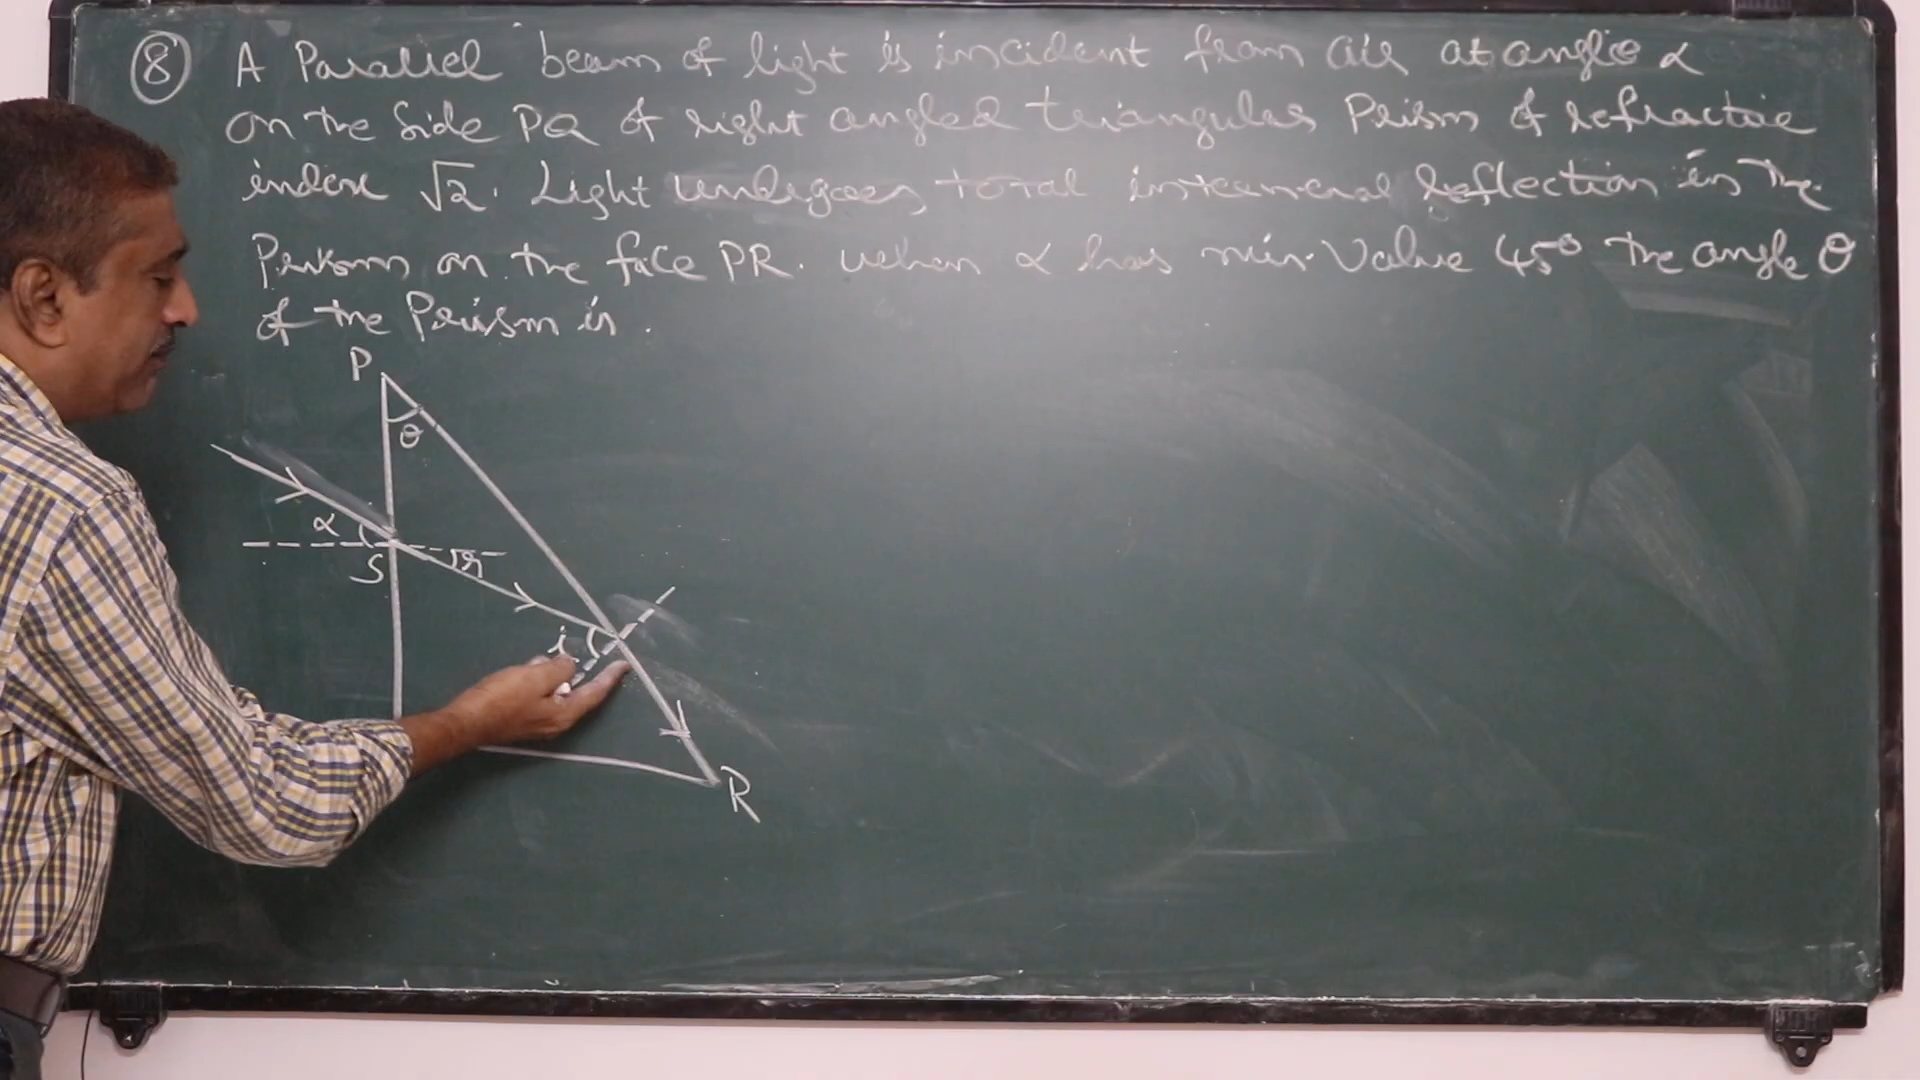 8 A Parallel beam of light is incident from air at angle α
on the Side PQ of right angled triangular Prism of refractive
index √2. Light undergoes total internal reflection in the
Prism on the face PR. when α has min. Value 45° the angle θ
of the Prism is.
P
θ
α
S
r
i
R